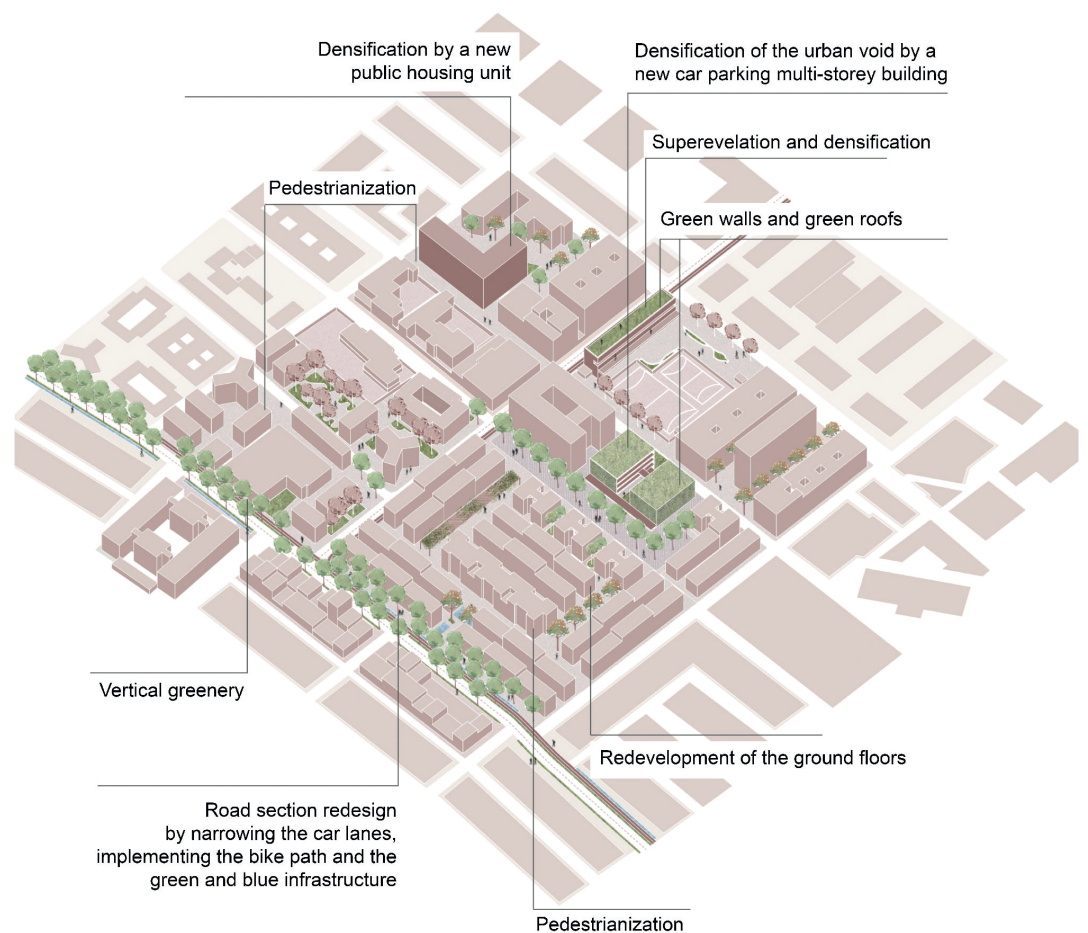 Densification by a new
public housing unit
Densification of the urban void by a
new car parking multi-storey building
Superevelation and densification
Pedestrianization
Green walls and green roofs
Vertical greenery
Redevelopment of the ground floors
Road section redesign
by narrowing the car lanes,
implementing the bike path and the
green and blue infrastructure
Pedestrianization